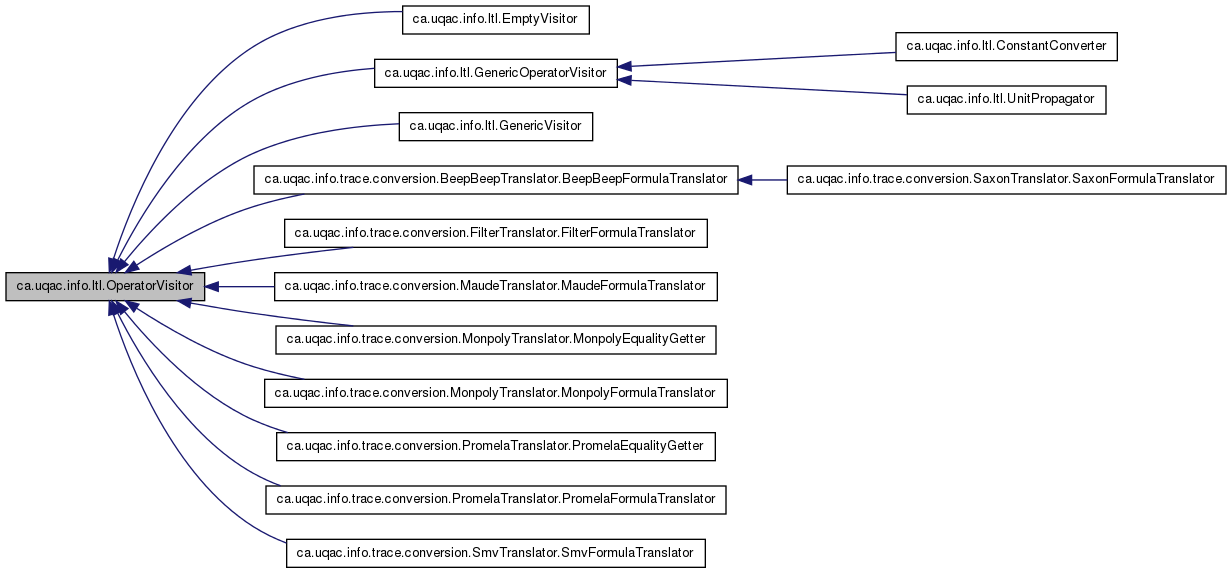 ca.uqac.info.ltl.EmptyVisitor
ca.uqac.info.ltl.ConstantConverter
ca.uqac.info.ltl.GenericOperatorVisitor
ca.uqac.info.ltl.UnitPropagator
ca.uqac.info.ltl.GenericVisitor
ca.uqac.info.trace.conversion.BeepBeepTranslator.BeepBeepFormulaTranslator
ca.uqac.info.trace.conversion.SaxonTranslator.SaxonFormulaTranslator
ca.uqac.info.trace.conversion.FilterTranslator.FilterFormulaTranslator
ca.uqac.info.ltl.OperatorVisitor
ca.uqac.info.trace.conversion.MaudeTranslator.MaudeFormulaTranslator
ca.uqac.info.trace.conversion.MonpolyTranslator.MonpolyEqualityGetter
ca.uqac.info.trace.conversion.MonpolyTranslator.MonpolyFormulaTranslator
ca.uqac.info.trace.conversion.PromelaTranslator.PromelaEqualityGetter
ca.uqac.info.trace.conversion.PromelaTranslator.PromelaFormulaTranslator
ca.uqac.info.trace.conversion.SmvTranslator.SmvFormulaTranslator